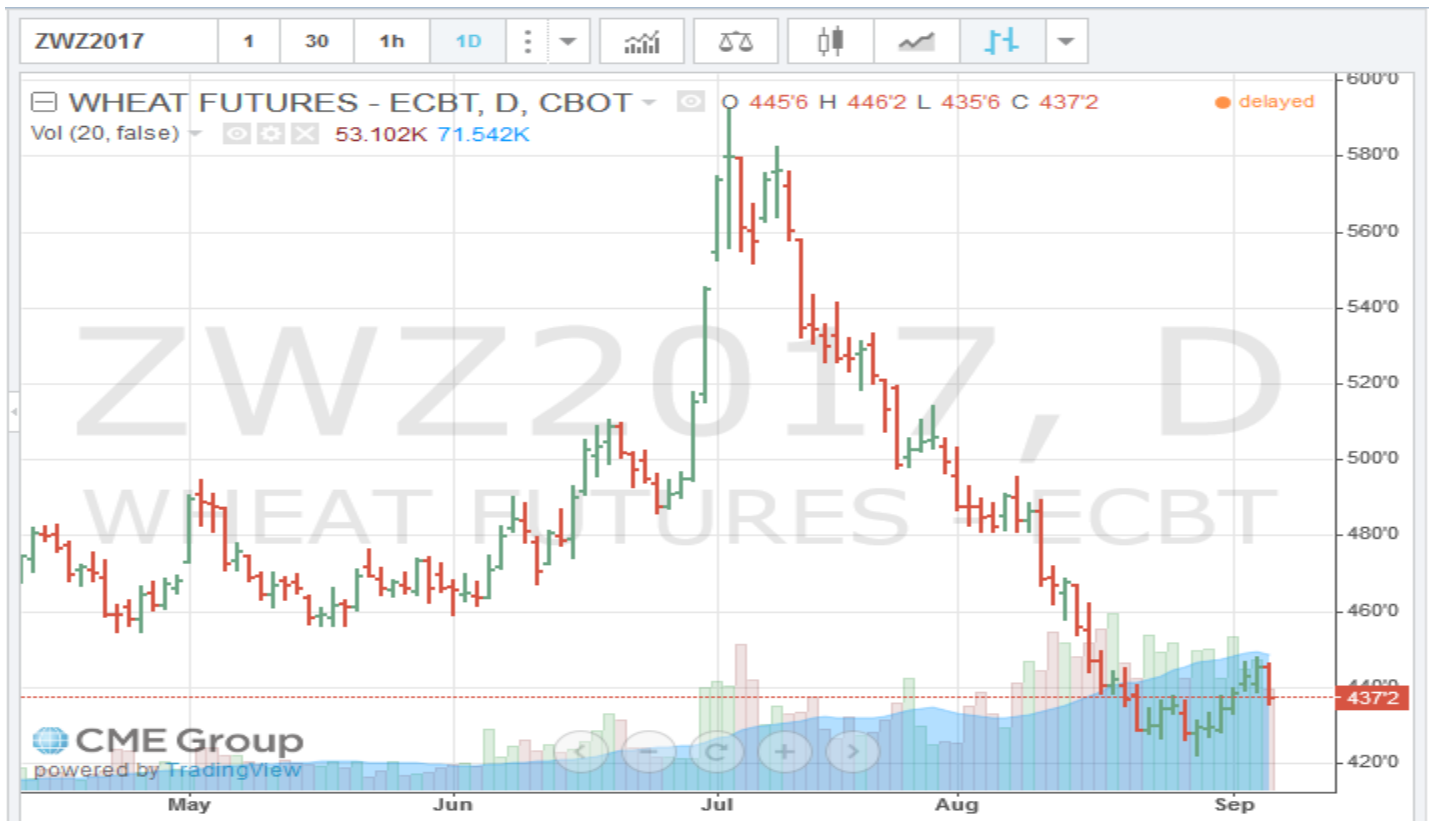 ZWZ2017 1 30 1h 1D
WHEAT FUTURES - ECBT, D, CBOT O 445'6 H 446'2 L 435'6 C 437'2 delayed
Vol (20, false) 53.102K 71.542K
600'0
580'0
560'0
540'0
520'0
500'0
480'0
460'0
440'0
437'2
420'0
ZWZ2017, D
WHEAT FUTURES - ECBT
CME Group
powered by TradingView
May Jun Jul Aug Sep